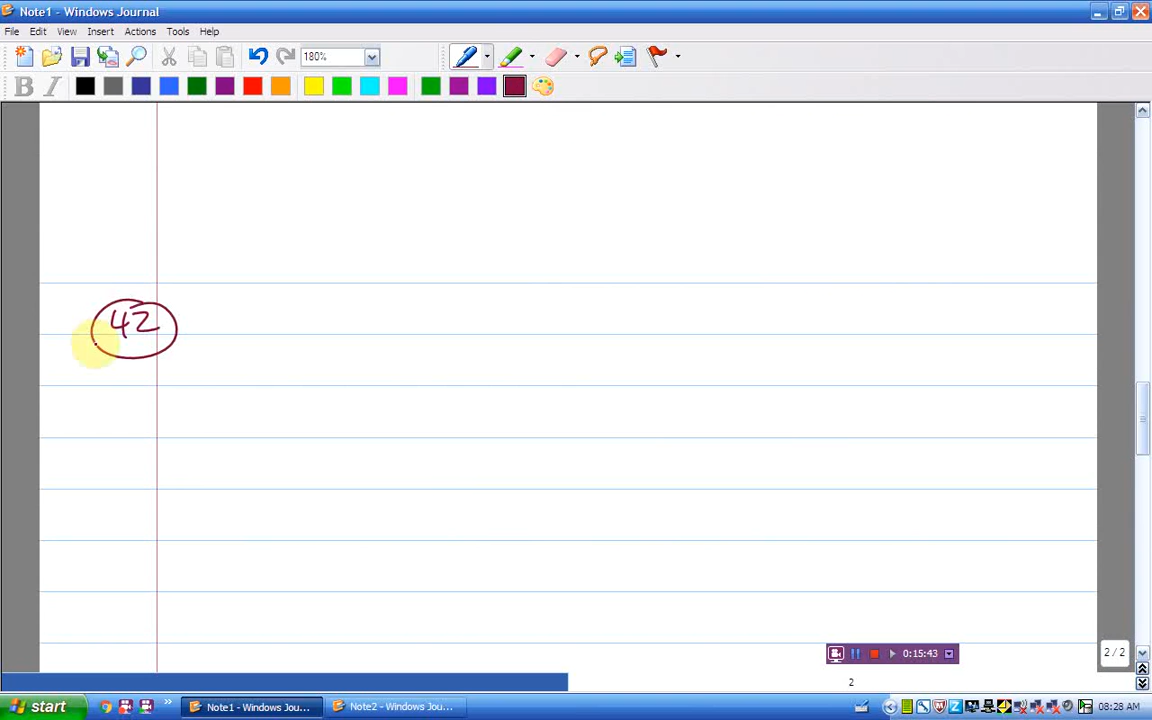 Note1 - Windows Journal
File Edit View Insert Actions Tools Help
180%
B I
42
0:15:43
2 / 2
2
start
Note1 - Windows Jou...
Note2 - Windows Jou...
08:28 AM